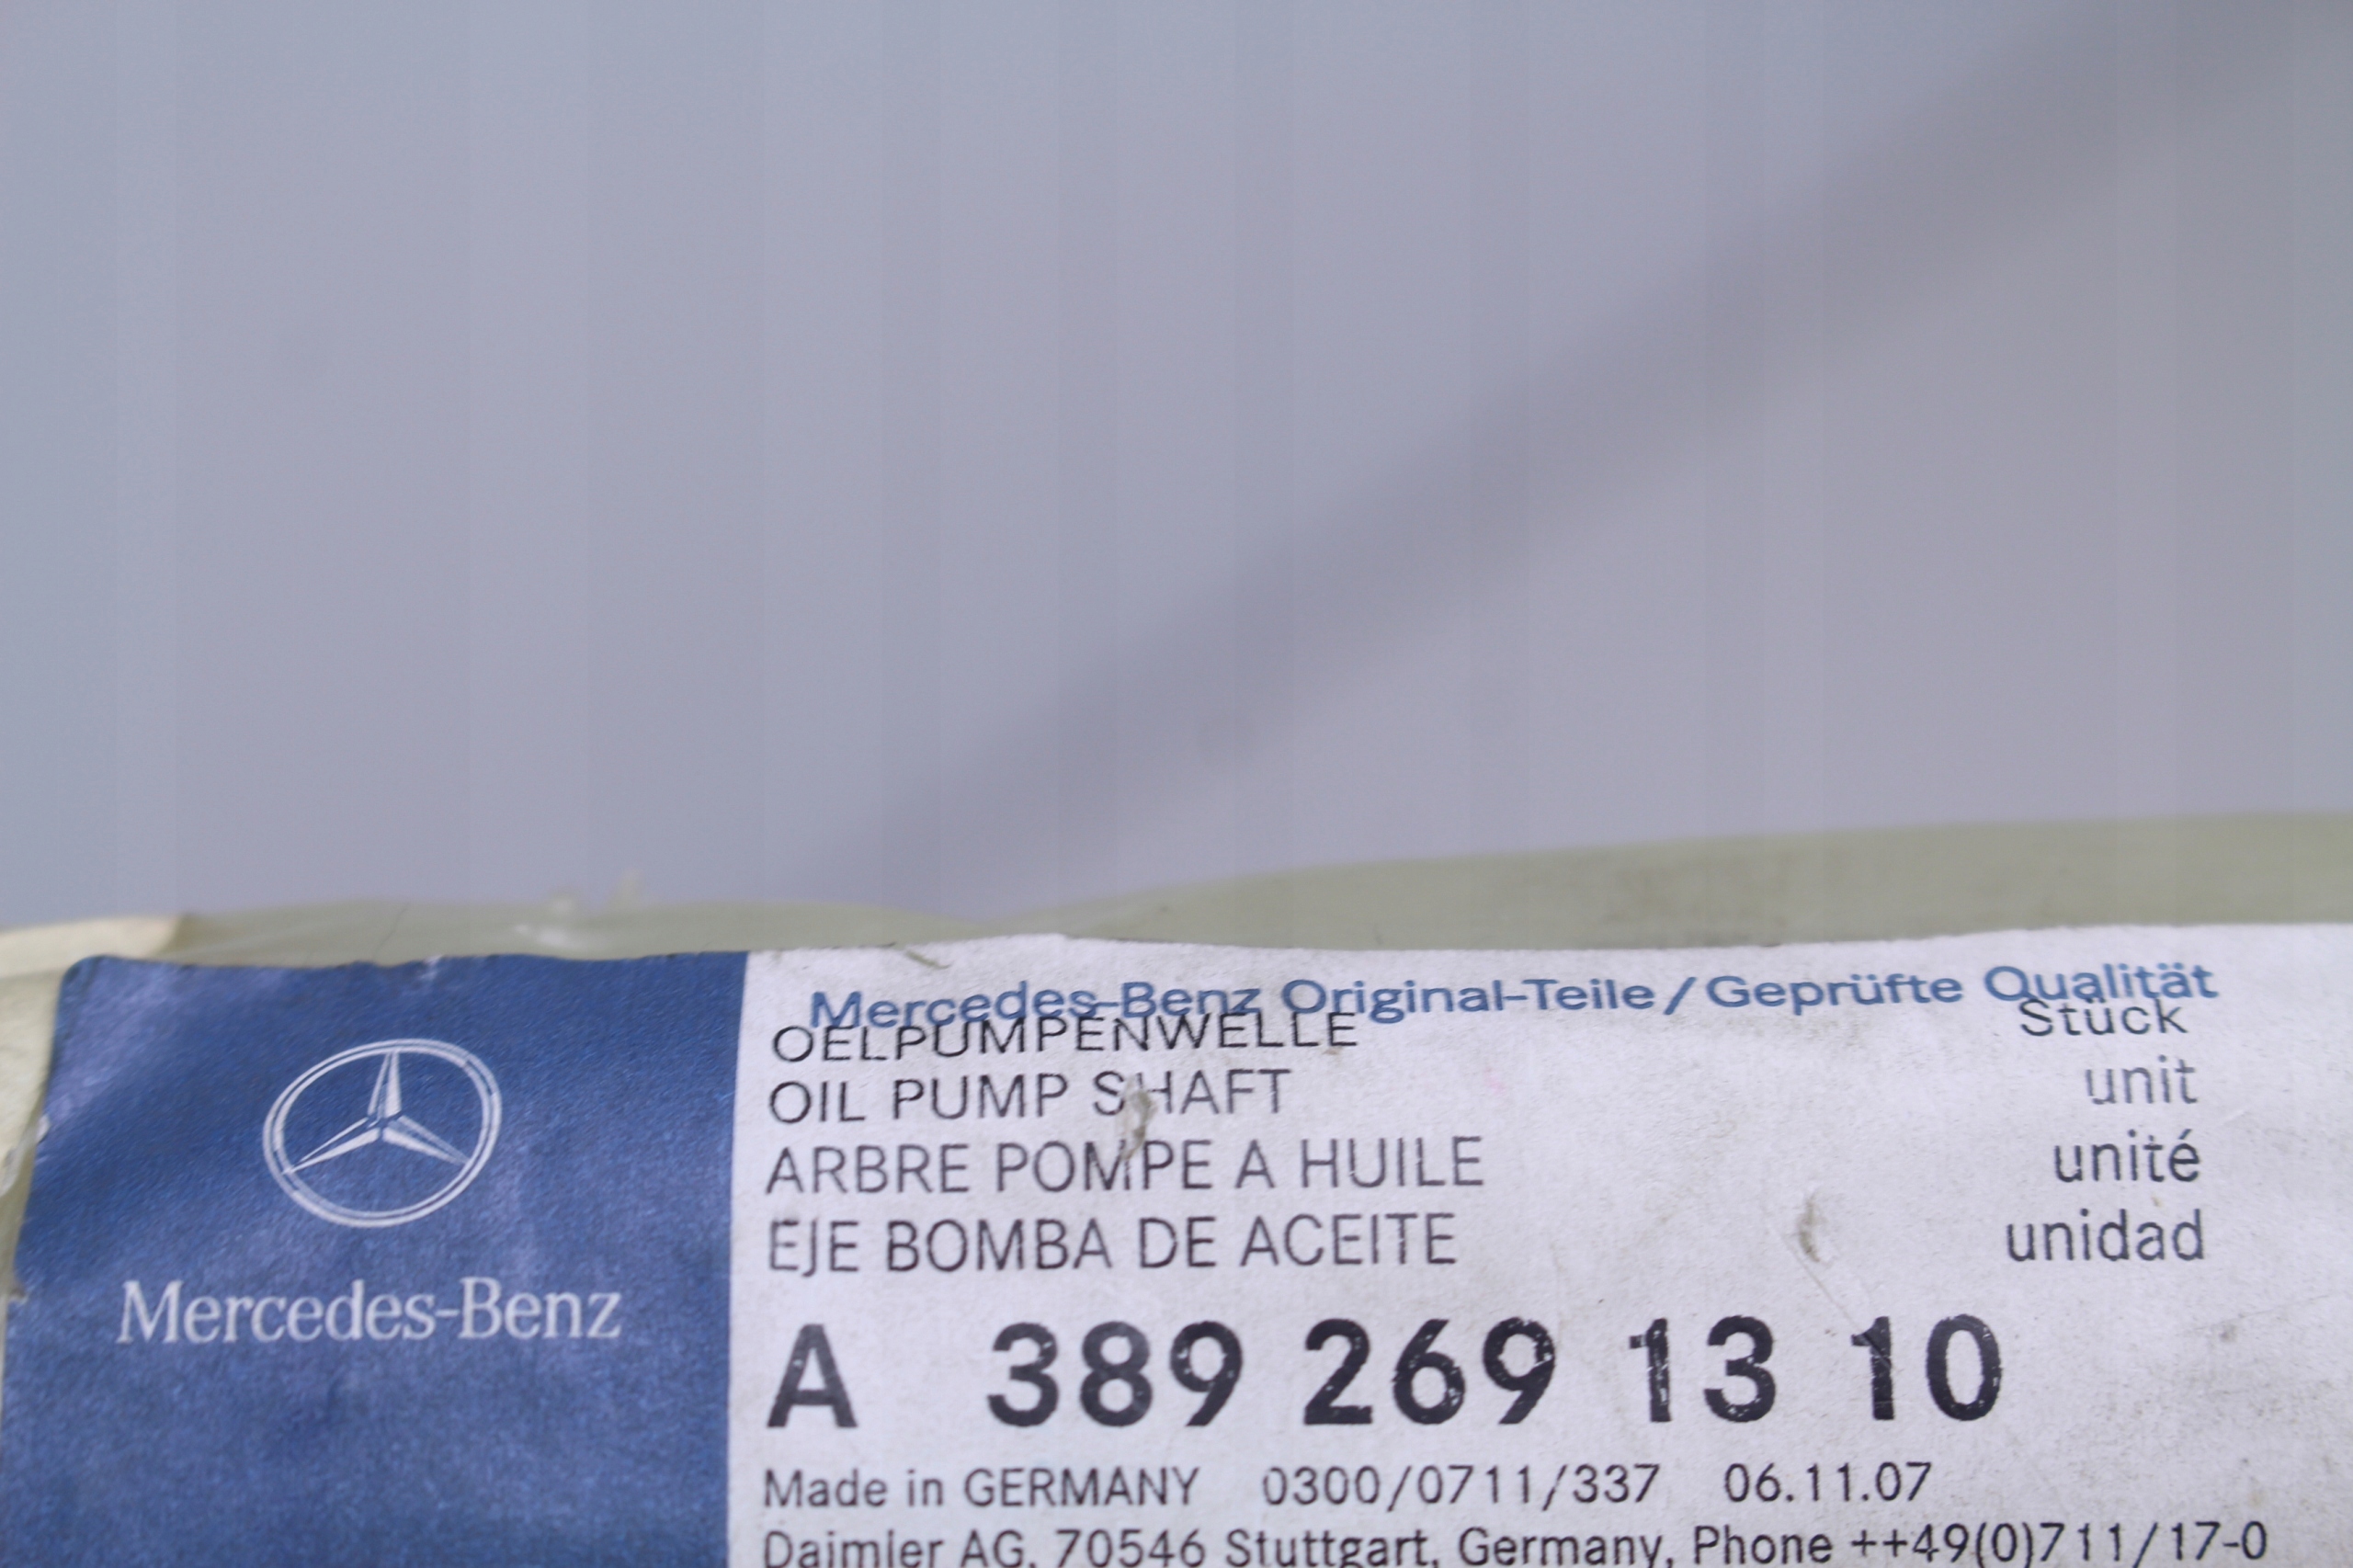 Mercedes-Benz
Mercedes-Benz Original-Teile/Geprüfte Qualität
OELPUMPENWELLE Stück
OIL PUMP SHAFT unit
ARBRE POMPE A HUILE unité
EJE BOMBA DE ACEITE unidad
A 389 269 13 10
Made in GERMANY 0300/0711/337 06.11.07
Daimler AG, 70546 Stuttgart, Germany, Phone ++49(0)711/17-0